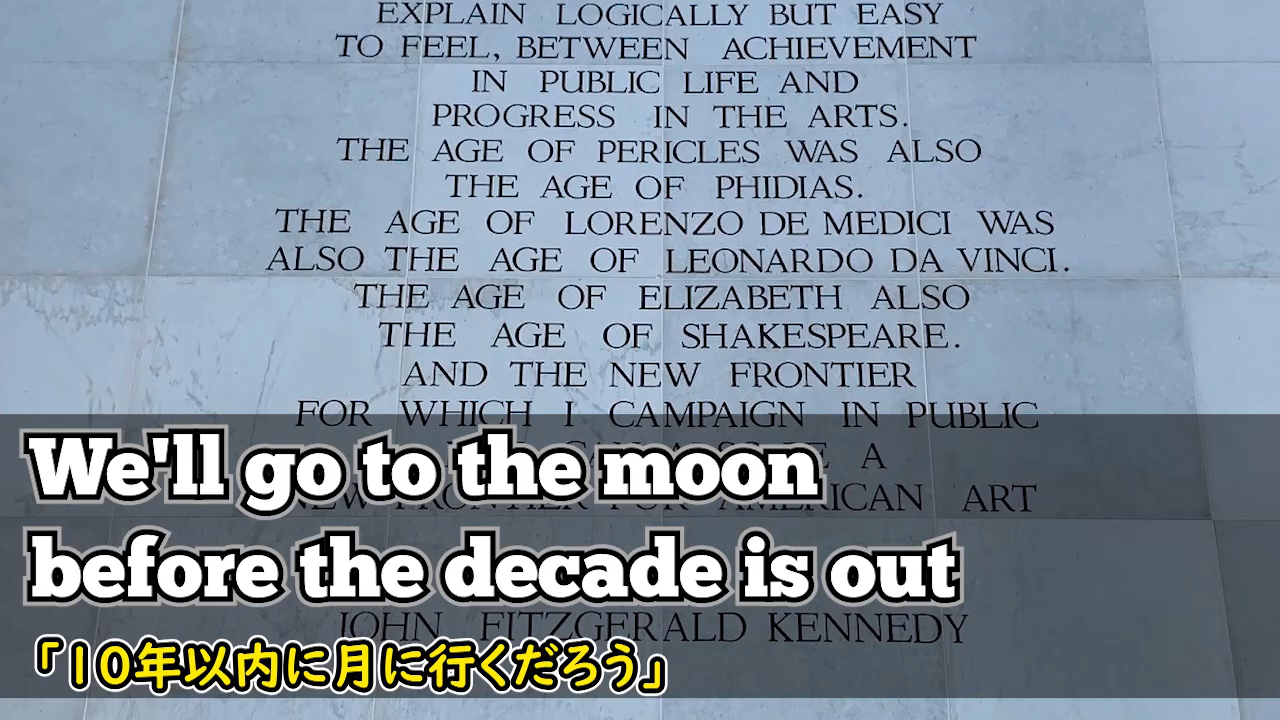 EXPLAIN LOGICALLY BUT EASY
TO FEEL, BETWEEN ACHIEVEMENT
IN PUBLIC LIFE AND
PROGRESS IN THE ARTS.
THE AGE OF PERICLES WAS ALSO
THE AGE OF PHIDIAS.
THE AGE OF LORENZO DE MEDICI WAS
ALSO THE AGE OF LEONARDO DA VINCI.
THE AGE OF ELIZABETH ALSO
THE AGE OF SHAKESPEARE.
AND THE NEW FRONTIER
FOR WHICH I CAMPAIGN IN PUBLIC
A
NEW FRONTIER FOR AMERICAN ART
We'll go to the moon
before the decade is out
JOHN FITZGERALD KENNEDY
「10年以内に月に行くだろう」